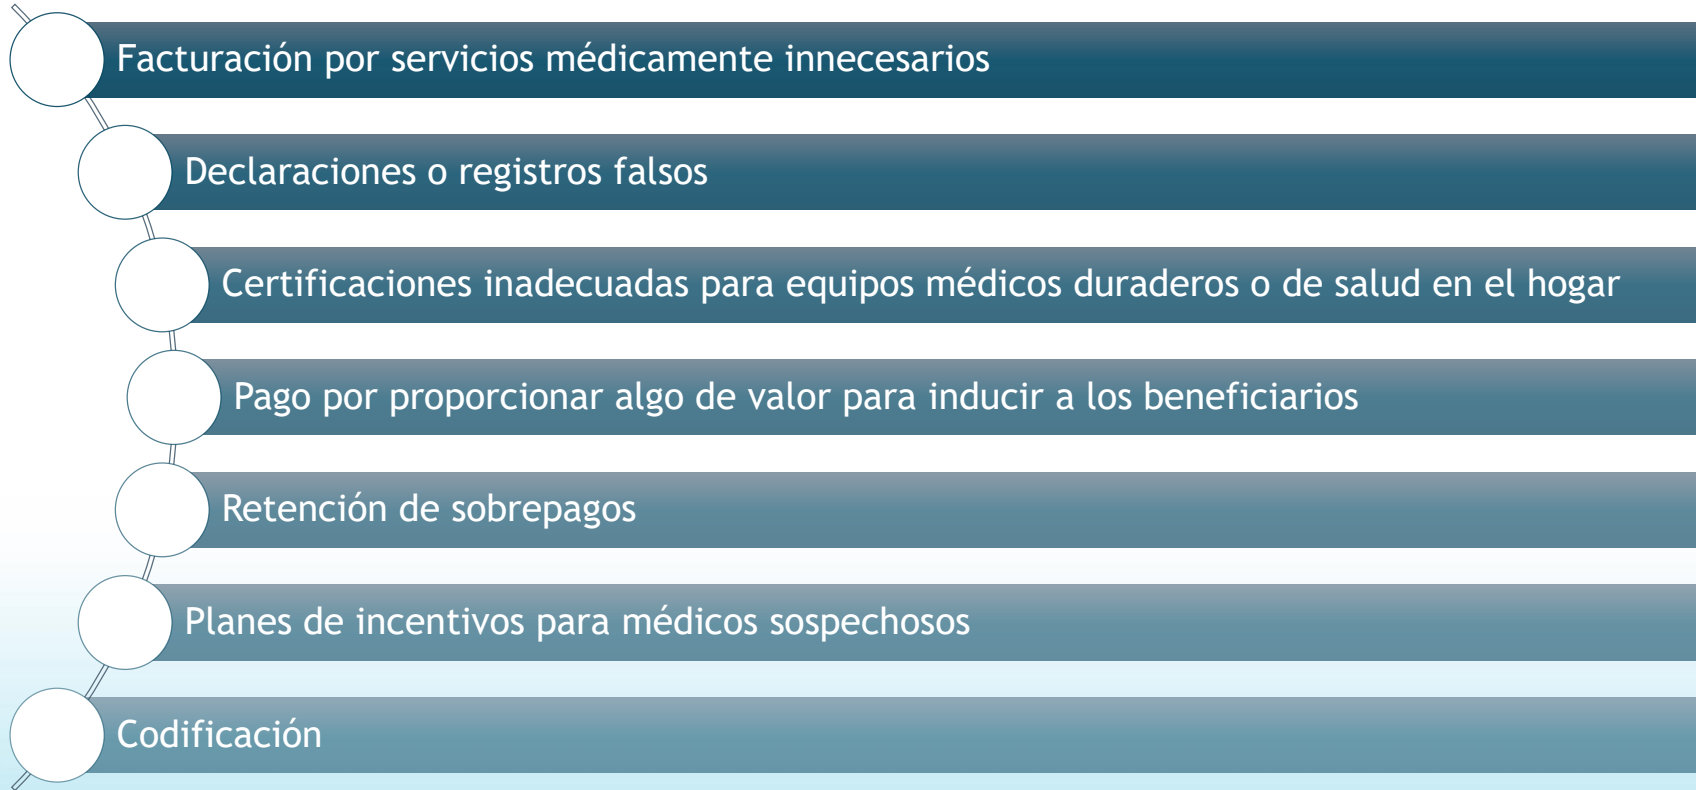 Facturación por servicios médicamente innecesarios
Declaraciones o registros falsos
Certificaciones inadecuadas para equipos médicos duraderos o de salud en el hogar
Pago por proporcionar algo de valor para inducir a los beneficiarios
Retención de sobrepagos
Planes de incentivos para médicos sospechosos
Codificación